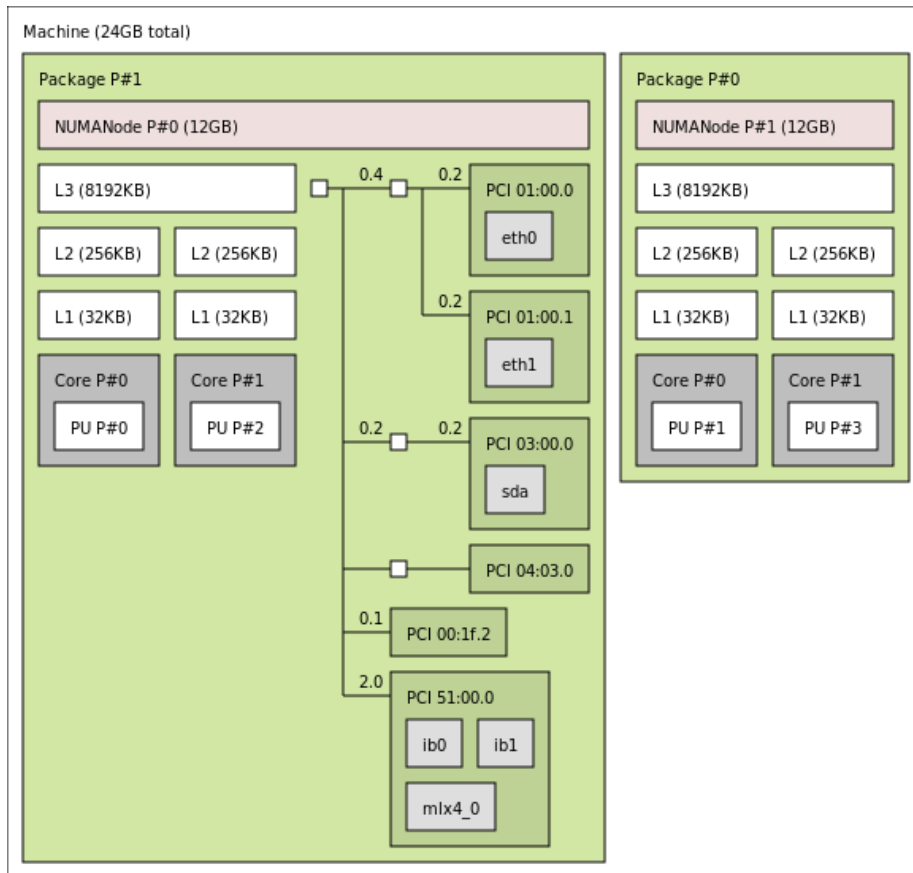 Machine (24GB total)
Package P#1
NUMANode P#0 (12GB)
L3 (8192KB)
L2 (256KB)
L2 (256KB)
L1 (32KB)
L1 (32KB)
Core P#0
PU P#0
Core P#1
PU P#2
0.4
0.2
PCI 01:00.0
eth0
0.2
PCI 01:00.1
eth1
0.2
0.2
PCI 03:00.0
sda
PCI 04:03.0
0.1
PCI 00:1f.2
2.0
PCI 51:00.0
ib0
ib1
mlx4_0
Package P#0
NUMANode P#1 (12GB)
L3 (8192KB)
L2 (256KB)
L2 (256KB)
L1 (32KB)
L1 (32KB)
Core P#0
PU P#1
Core P#1
PU P#3